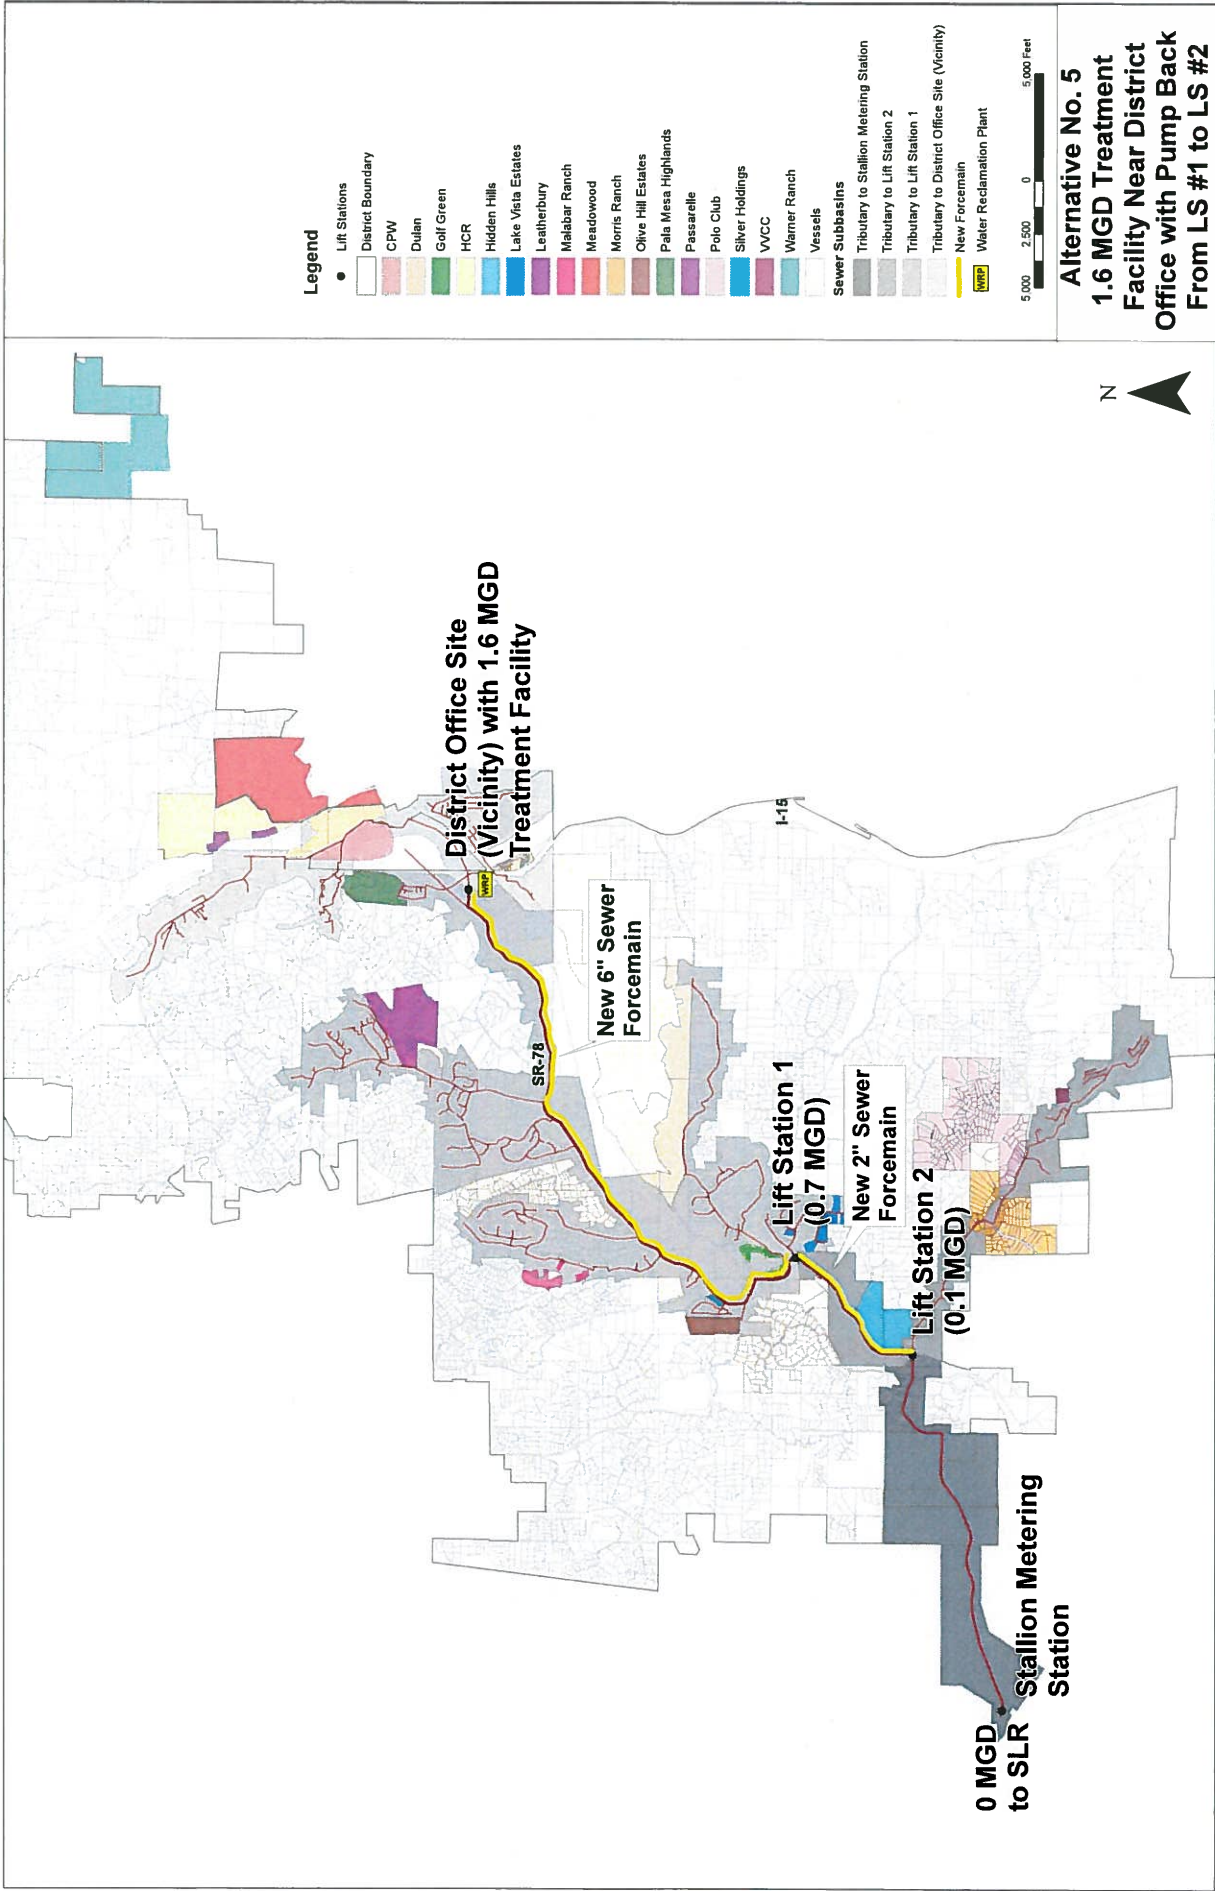 District Office Site
(Vicinity) with 1.6 MGD
Treatment Facility
WRP
SR-78
New 6" Sewer
Forcemain
I-15
Lift Station 1
(0.7 MGD)
New 2" Sewer
Forcemain
Lift Station 2
(0.1 MGD)
0 MGD
to SLR
Stallion Metering
Station
N
Legend
Lift Stations
District Boundary
CPW
Dulan
Golf Green
HCR
Hidden Hills
Lake Vista Estates
Leatherbury
Malabar Ranch
Meadowood
Morris Ranch
Olive Hill Estates
Pala Mesa Highlands
Passarelle
Polo Club
Silver Holdings
VVCC
Warner Ranch
Vessels
Sewer Subbasins
Tributary to Stallion Metering Station
Tributary to Lift Station 2
Tributary to Lift Station 1
Tributary to District Office Site (Vicinity)
New Forcemain
WRP Water Reclamation Plant
5,000 2,500 0 5,000 Feet
Alternative No. 5
1.6 MGD Treatment
Facility Near District
Office with Pump Back
From LS #1 to LS #2